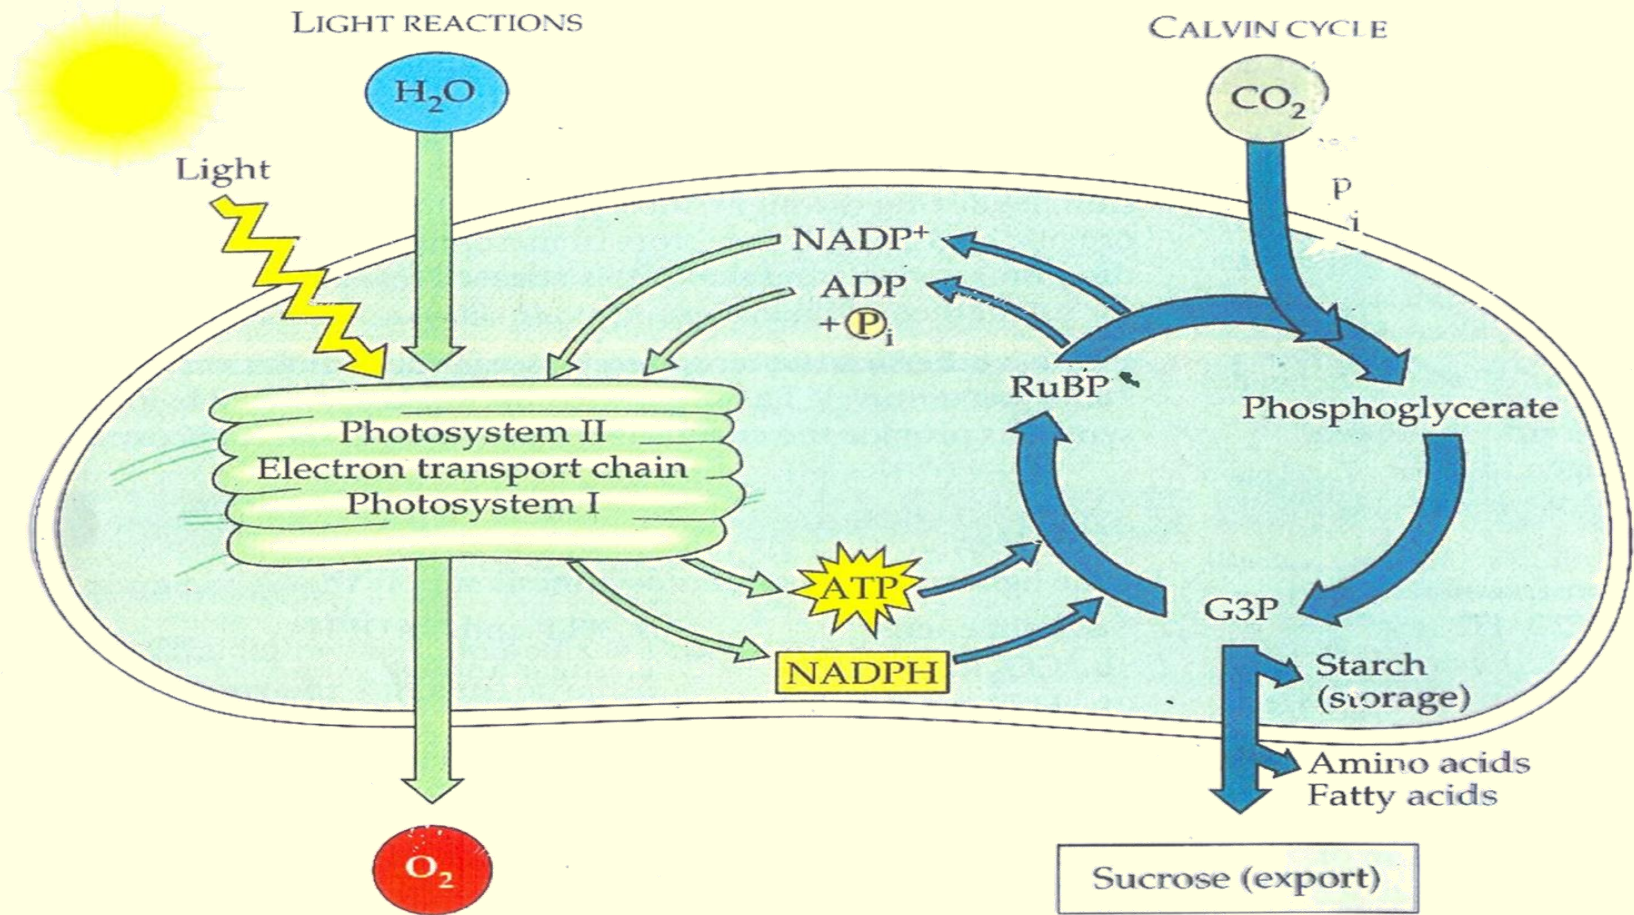 LIGHT REACTIONS
CALVIN CYCLE
H₂O
CO₂
Light
P
i
NADP⁺
ADP
+ Pᵢ
RuBP
Phosphoglycerate
Photosystem II
Electron transport chain
Photosystem I
ATP
NADPH
G3P
Starch
(storage)
Amino acids
Fatty acids
O₂
Sucrose (export)